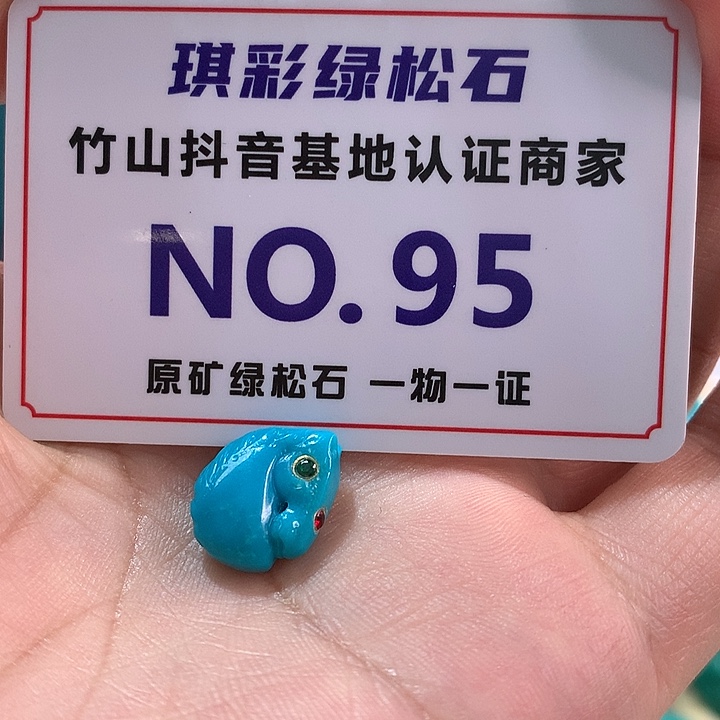 琪彩绿松石
竹山抖音基地认证商家
NO.95
原矿绿松石 一物一证